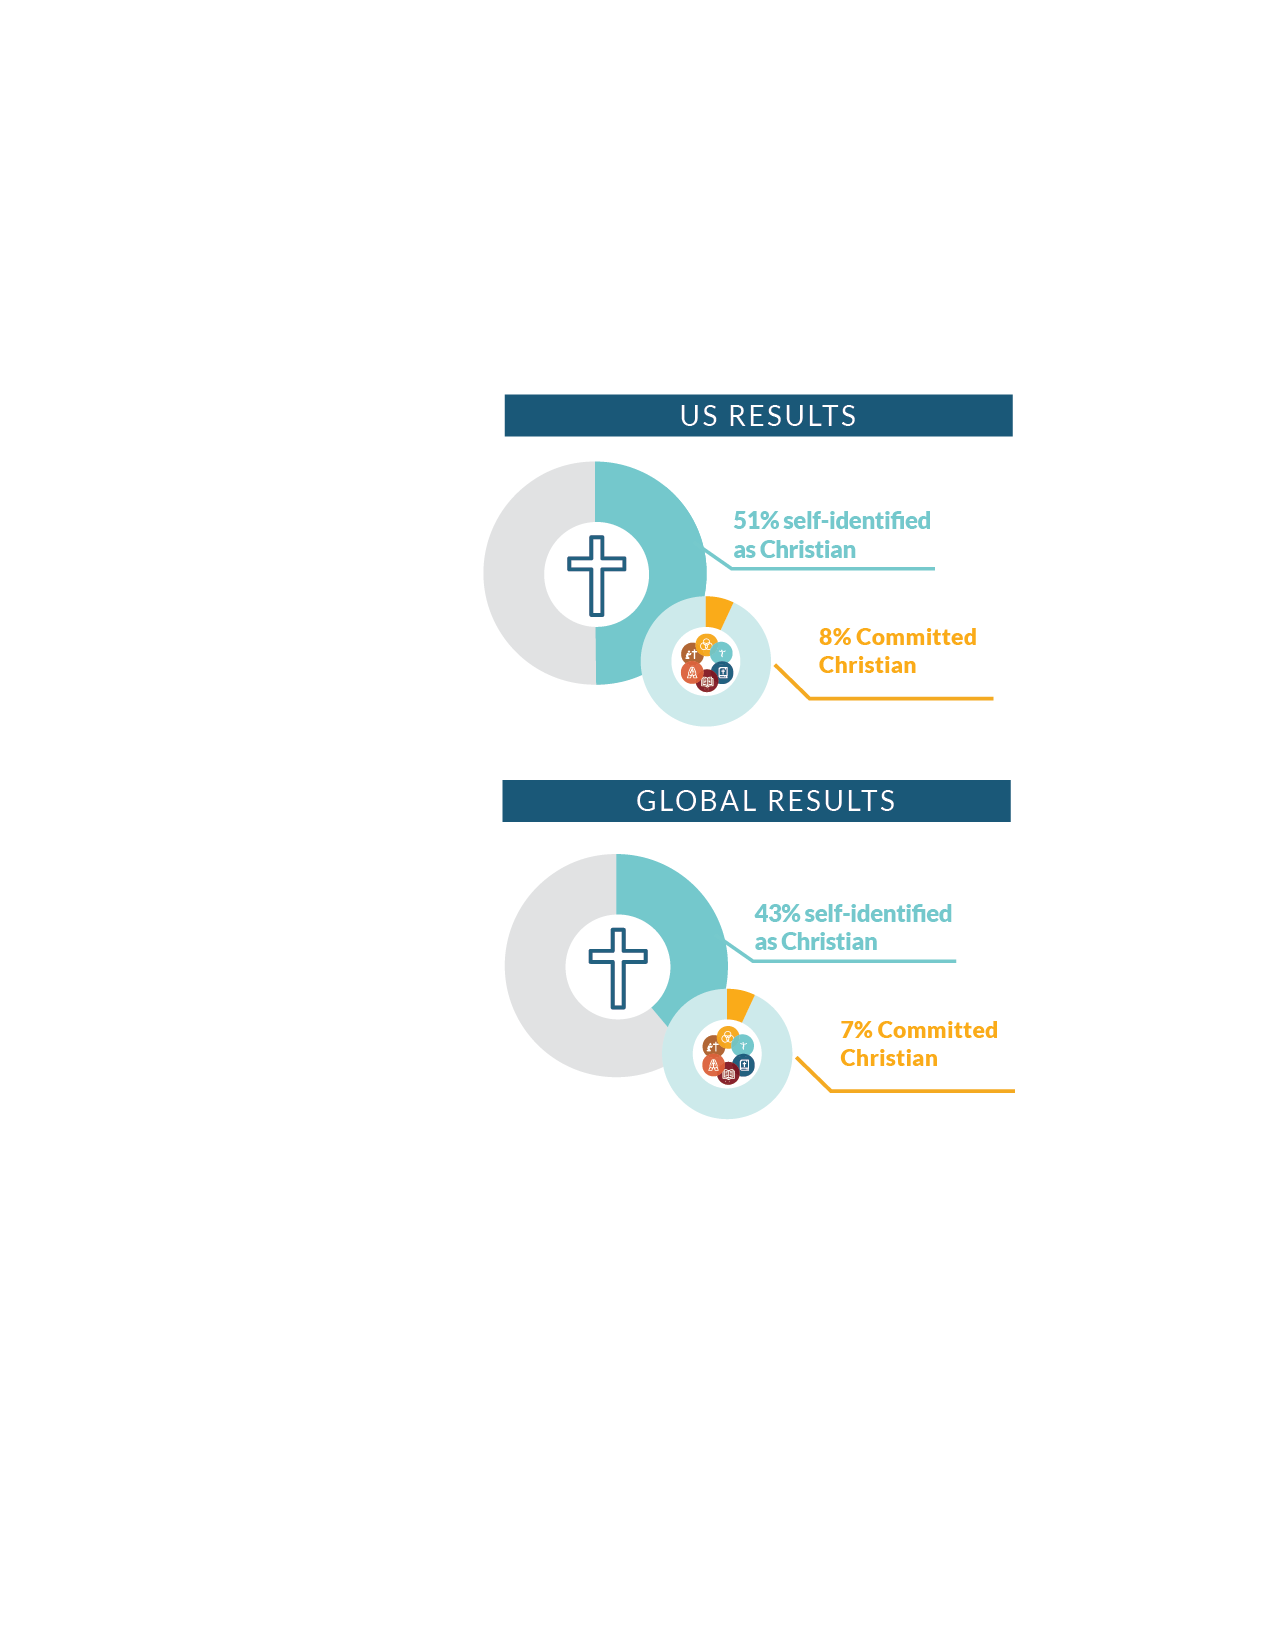 US RESULTS
51% self-identified
as Christian
8% Committed
Christian
GLOBAL RESULTS
43% self-identified
as Christian
7% Committed
Christian